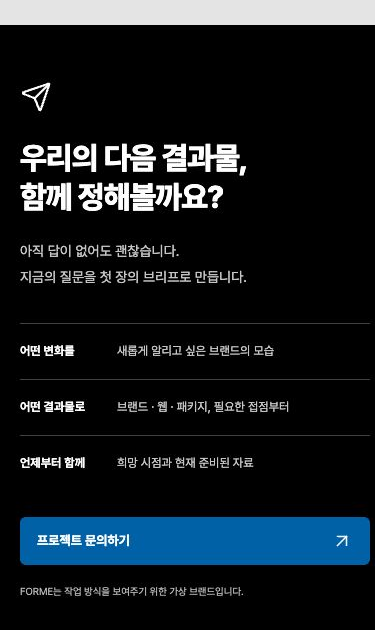 우리의 다음 결과물,
함께 정해볼까요?
아직 답이 없어도 괜찮습니다.
지금의 질문을 첫 장의 브리프로 만듭니다.
어떤 변화를 새롭게 알리고 싶은 브랜드의 모습
어떤 결과물로 브랜드 · 웹 · 패키지, 필요한 접점부터
언제부터 함께 희망 시점과 현재 준비된 자료
프로젝트 문의하기
FORME는 작업 방식을 보여주기 위한 가상 브랜드입니다.